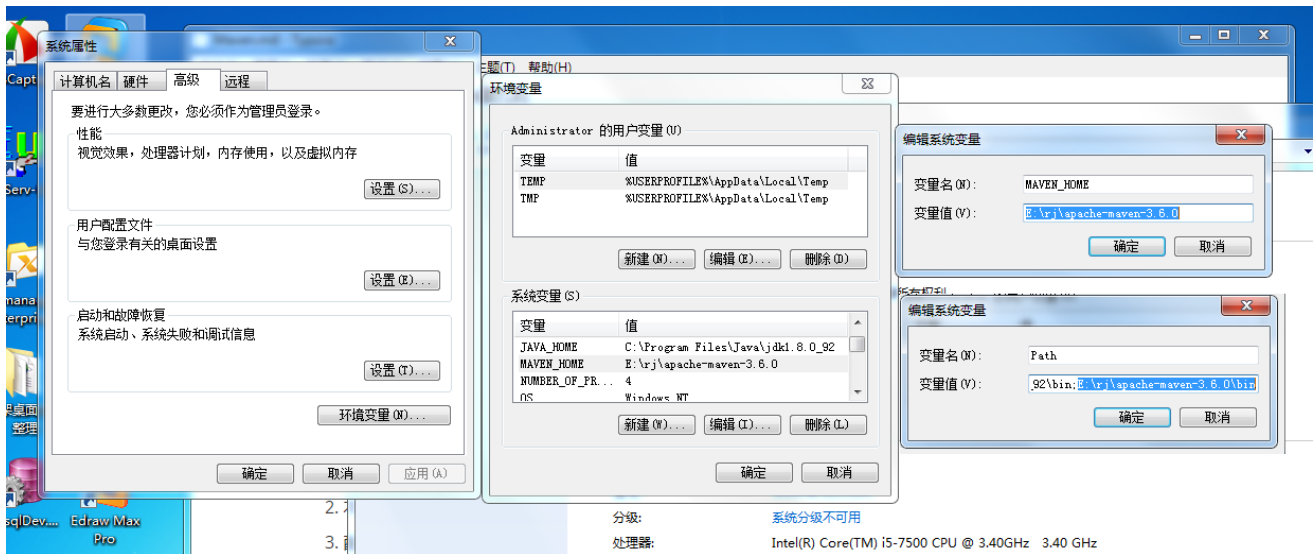 系统属性
计算机名 硬件 高级 远程
要进行大多数更改，您必须作为管理员登录。
性能
视觉效果，处理器计划，内存使用，以及虚拟内存
设置(S)...
用户配置文件
与您登录有关的桌面设置
设置(E)...
启动和故障恢复
系统启动、系统失败和调试信息
设置(T)...
环境变量(N)...
确定 取消 应用(A)
Capt
Serv-
mana
erpri
桌面
整理
sqlDev.... Edraw Max
Pro
题(T) 帮助(H)
环境变量
Administrator 的用户变量(U)
变量 值
TEMP %USERPROFILE%\AppData\Local\Temp
TMP %USERPROFILE%\AppData\Local\Temp
新建(N)... 编辑(E)... 删除(D)
系统变量(S)
变量 值
JAVA_HOME C:\Program Files\Java\jdk1.8.0_92
MAVEN_HOME E:\rj\apache-maven-3.6.0
NUMBER_OF_PR... 4
OS Windows NT
新建(W)... 编辑(I)... 删除(L)
确定 取消
编辑系统变量
变量名(N): MAVEN_HOME
变量值(V): E:\rj\apache-maven-3.6.0
确定 取消
所有权利
编辑系统变量
变量名(N): Path
变量值(V): _92\bin;E:\rj\apache-maven-3.6.0\bin
确定 取消
2.
3.
分级: 系统分级不可用
处理器: Intel(R) Core(TM) i5-7500 CPU @ 3.40GHz 3.40 GHz